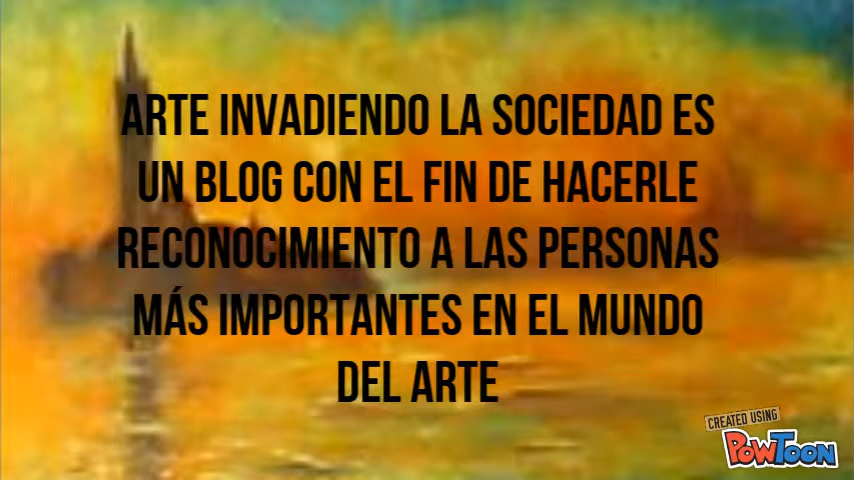 ARTE INVADIENDO LA SOCIEDAD ES
UN BLOG CON EL FIN DE HACERLE
RECONOCIMIENTO A LAS PERSONAS
MÁS IMPORTANTES EN EL MUNDO
DEL ARTE
CREATED USING
POWTOON